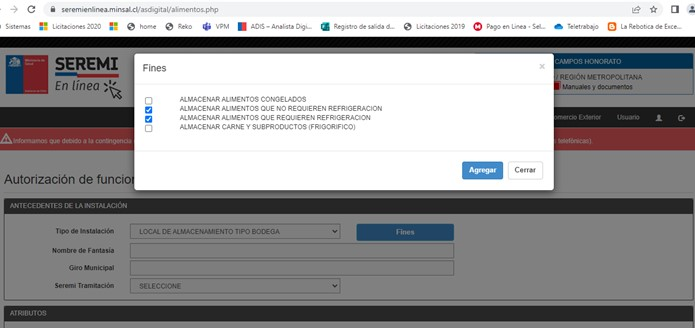 seremienlinea.minsal.cl/asdigital/alimentos.php
Sistemas Licitaciones 2020 home Reko VPM ADiS – Analista Digi... Registro de salida d... Licitaciones 2019 Pago en Linea - Sel... Teletrabajo La Robotica de Exce...
SEREMI
En línea
CAMPOS HONORATO
/ REGIÓN METROPOLITANA
Manuales y documentos
omercio Exterior Usuario
Informamos que debido a la contingencia
telefónicas)
Fines ×
ALMACENAR ALIMENTOS CONGELADOS
ALMACENAR ALIMENTOS QUE NO REQUIEREN REFRIGERACION
ALMACENAR ALIMENTOS QUE REQUIEREN REFRIGERACION
ALMACENAR CARNE Y SUBPRODUCTOS (FRIGORIFICO)
Agregar Cerrar
Autorización de funcior
ANTECEDENTES DE LA INSTALACIÓN
Tipo de Instalación LOCAL DE ALMACENAMIENTO TIPO BODEGA Fines
Nombre de Fantasía
Giro Municipal
Seremi Tramitación SELECCIONE
ATRIBUTOS